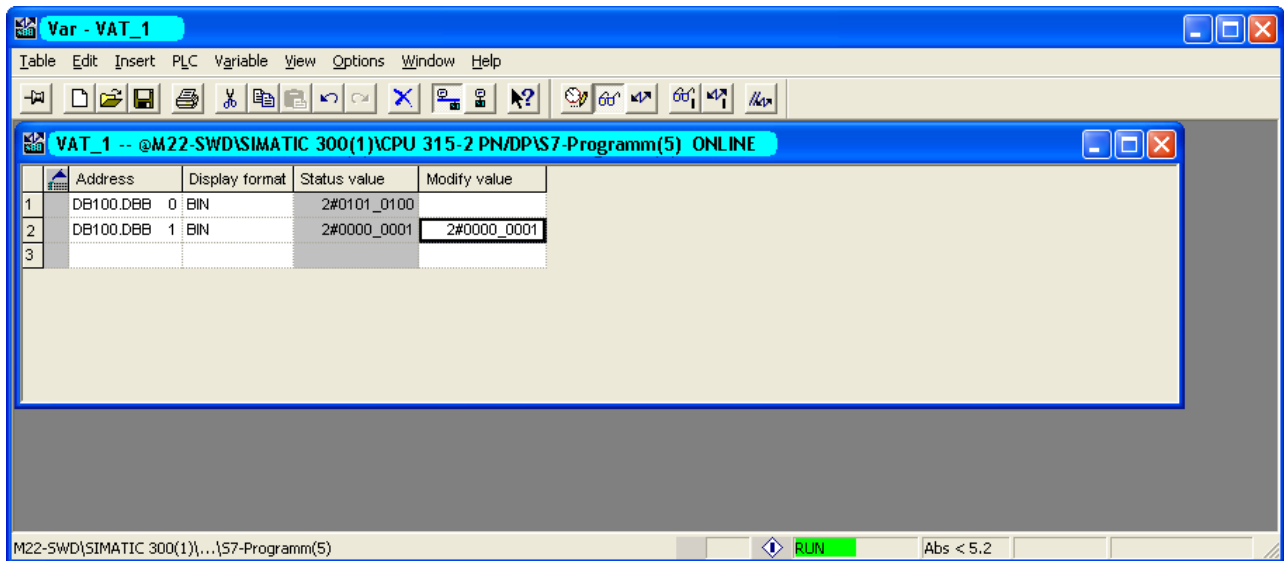 Var - VAT_1
Table Edit Insert PLC Variable View Options Window Help
VAT_1 -- @M22-SWD\SIMATIC 300(1)\CPU 315-2 PN/DP\S7-Programm(5) ONLINE
Address Display format Status value Modify value
1 DB100.DBB 0 BIN 2#0101_0100
2 DB100.DBB 1 BIN 2#0000_0001 2#0000_0001
3
M22-SWD\SIMATIC 300(1)\...\S7-Programm(5) RUN Abs < 5.2